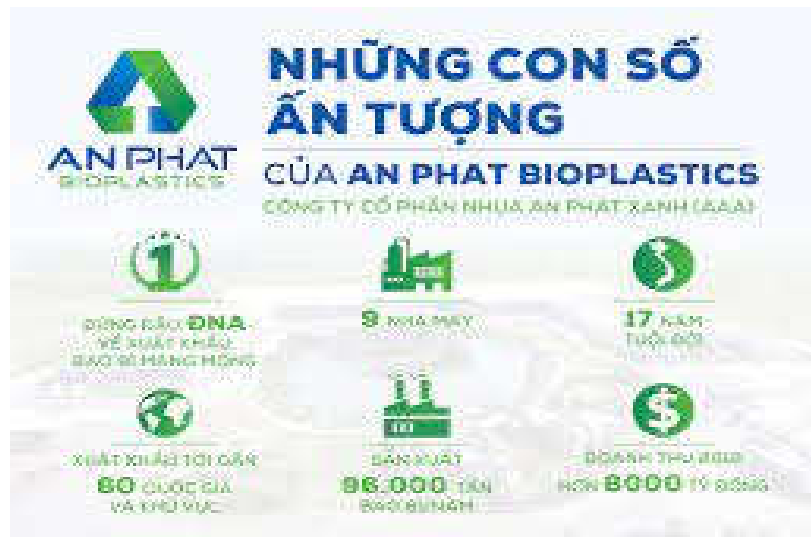 NHỮNG CON SỐ
ẤN TƯỢNG
AN PHAT
BIOPLASTICS
CỦA AN PHAT BIOPLASTICS
CÔNG TY CỔ PHẦN NHỰA AN PHÁT XANH (AAA)
1
ĐỨNG ĐẦU ĐNA
VỀ XUẤT KHẨU
BAO BÌ MÀNG MỎNG
9 NHÀ MÁY
17 NĂM
TUỔI ĐỜI
XUẤT KHẨU TỚI GẦN
60 QUỐC GIA
VÀ KHU VỰC
SẢN XUẤT
96.000 TẤN
BAO BÌ/NĂM
$
DOANH THU
HƠN 8000 TỶ ĐỒNG